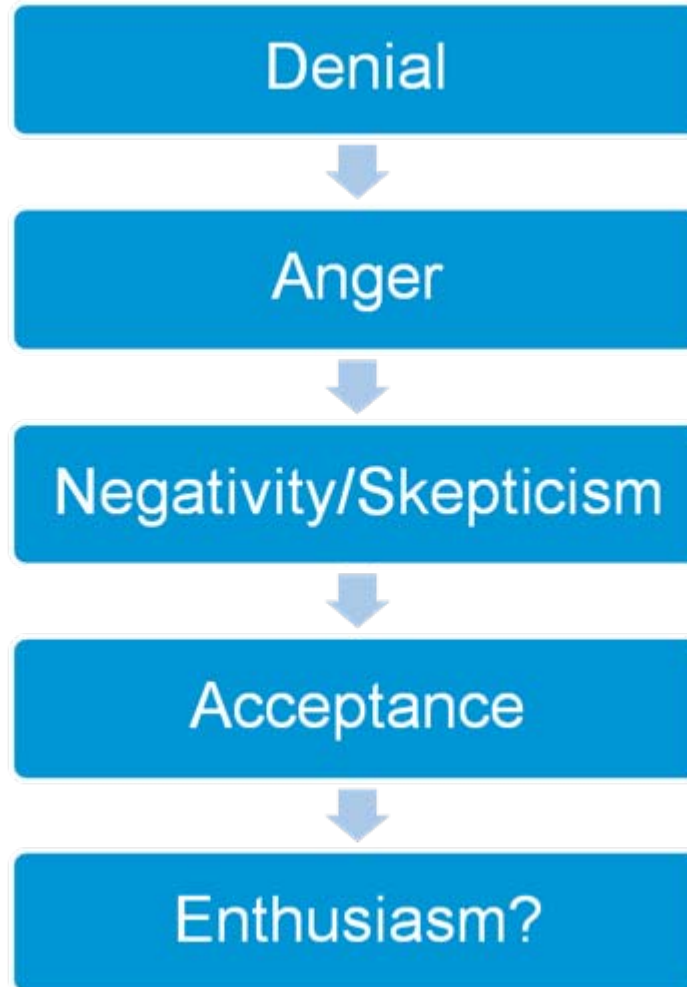 Denial
Anger
Negativity/Skepticism
Acceptance
Enthusiasm?